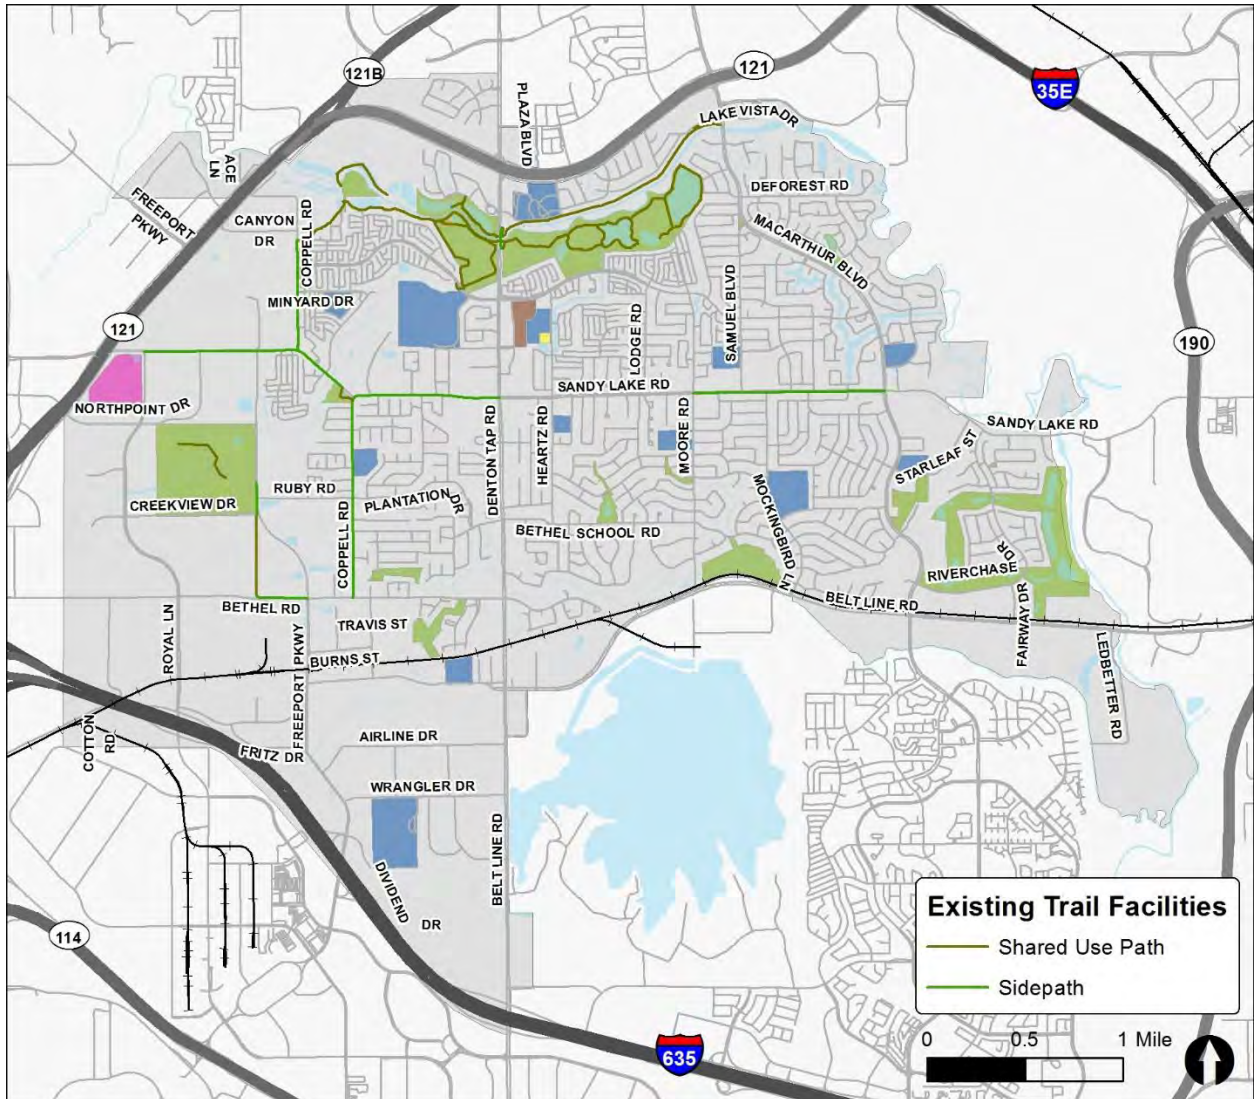 121B
121
35E
PLAZA BLVD
LAKE VISTA DR
ACE LN
DEFOREST RD
FREEPORT PKWY
CANYON DR
COPPELL RD
MACARTHUR BLVD
MINYARD DR
SAMUEL BLVD
LODGE RD
121
190
SANDY LAKE RD
NORTHPOINT DR
DENTON TAP RD
HEARTZ RD
MOORE RD
SANDY LAKE RD
STARLEAF ST
RUBY RD
CREEKVIEW DR
PLANTATION DR
COPPELL RD
MOCKINGBIRD LN
BETHEL SCHOOL RD
RIVERCHASE DR
BETHEL RD
BELT LINE RD
TRAVIS ST
ROYAL LN
FREEPORT PKWY
BURNS ST
FAIRWAY DR
LEDBETTER RD
COTTON RD
FRITZ DR
AIRLINE DR
WRANGLER DR
BELT LINE RD
DIVIDEND DR
114
635
Existing Trail Facilities
Shared Use Path
Sidepath
0 0.5 1 Mile